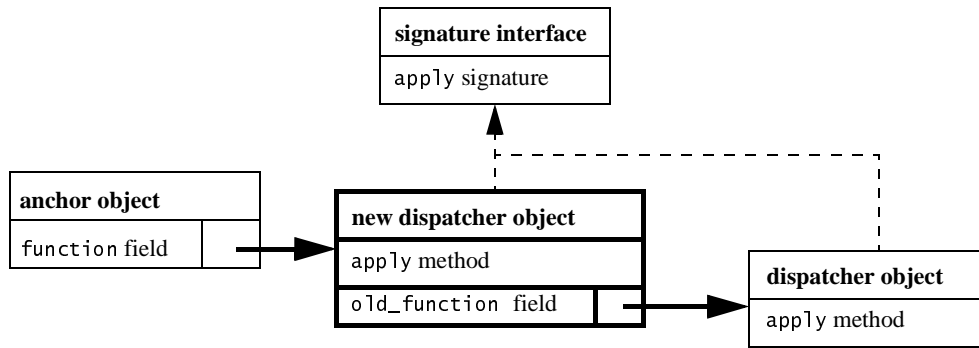 signature interface
apply signature
anchor object
function field
new dispatcher object
apply method
old_function field
dispatcher object
apply method